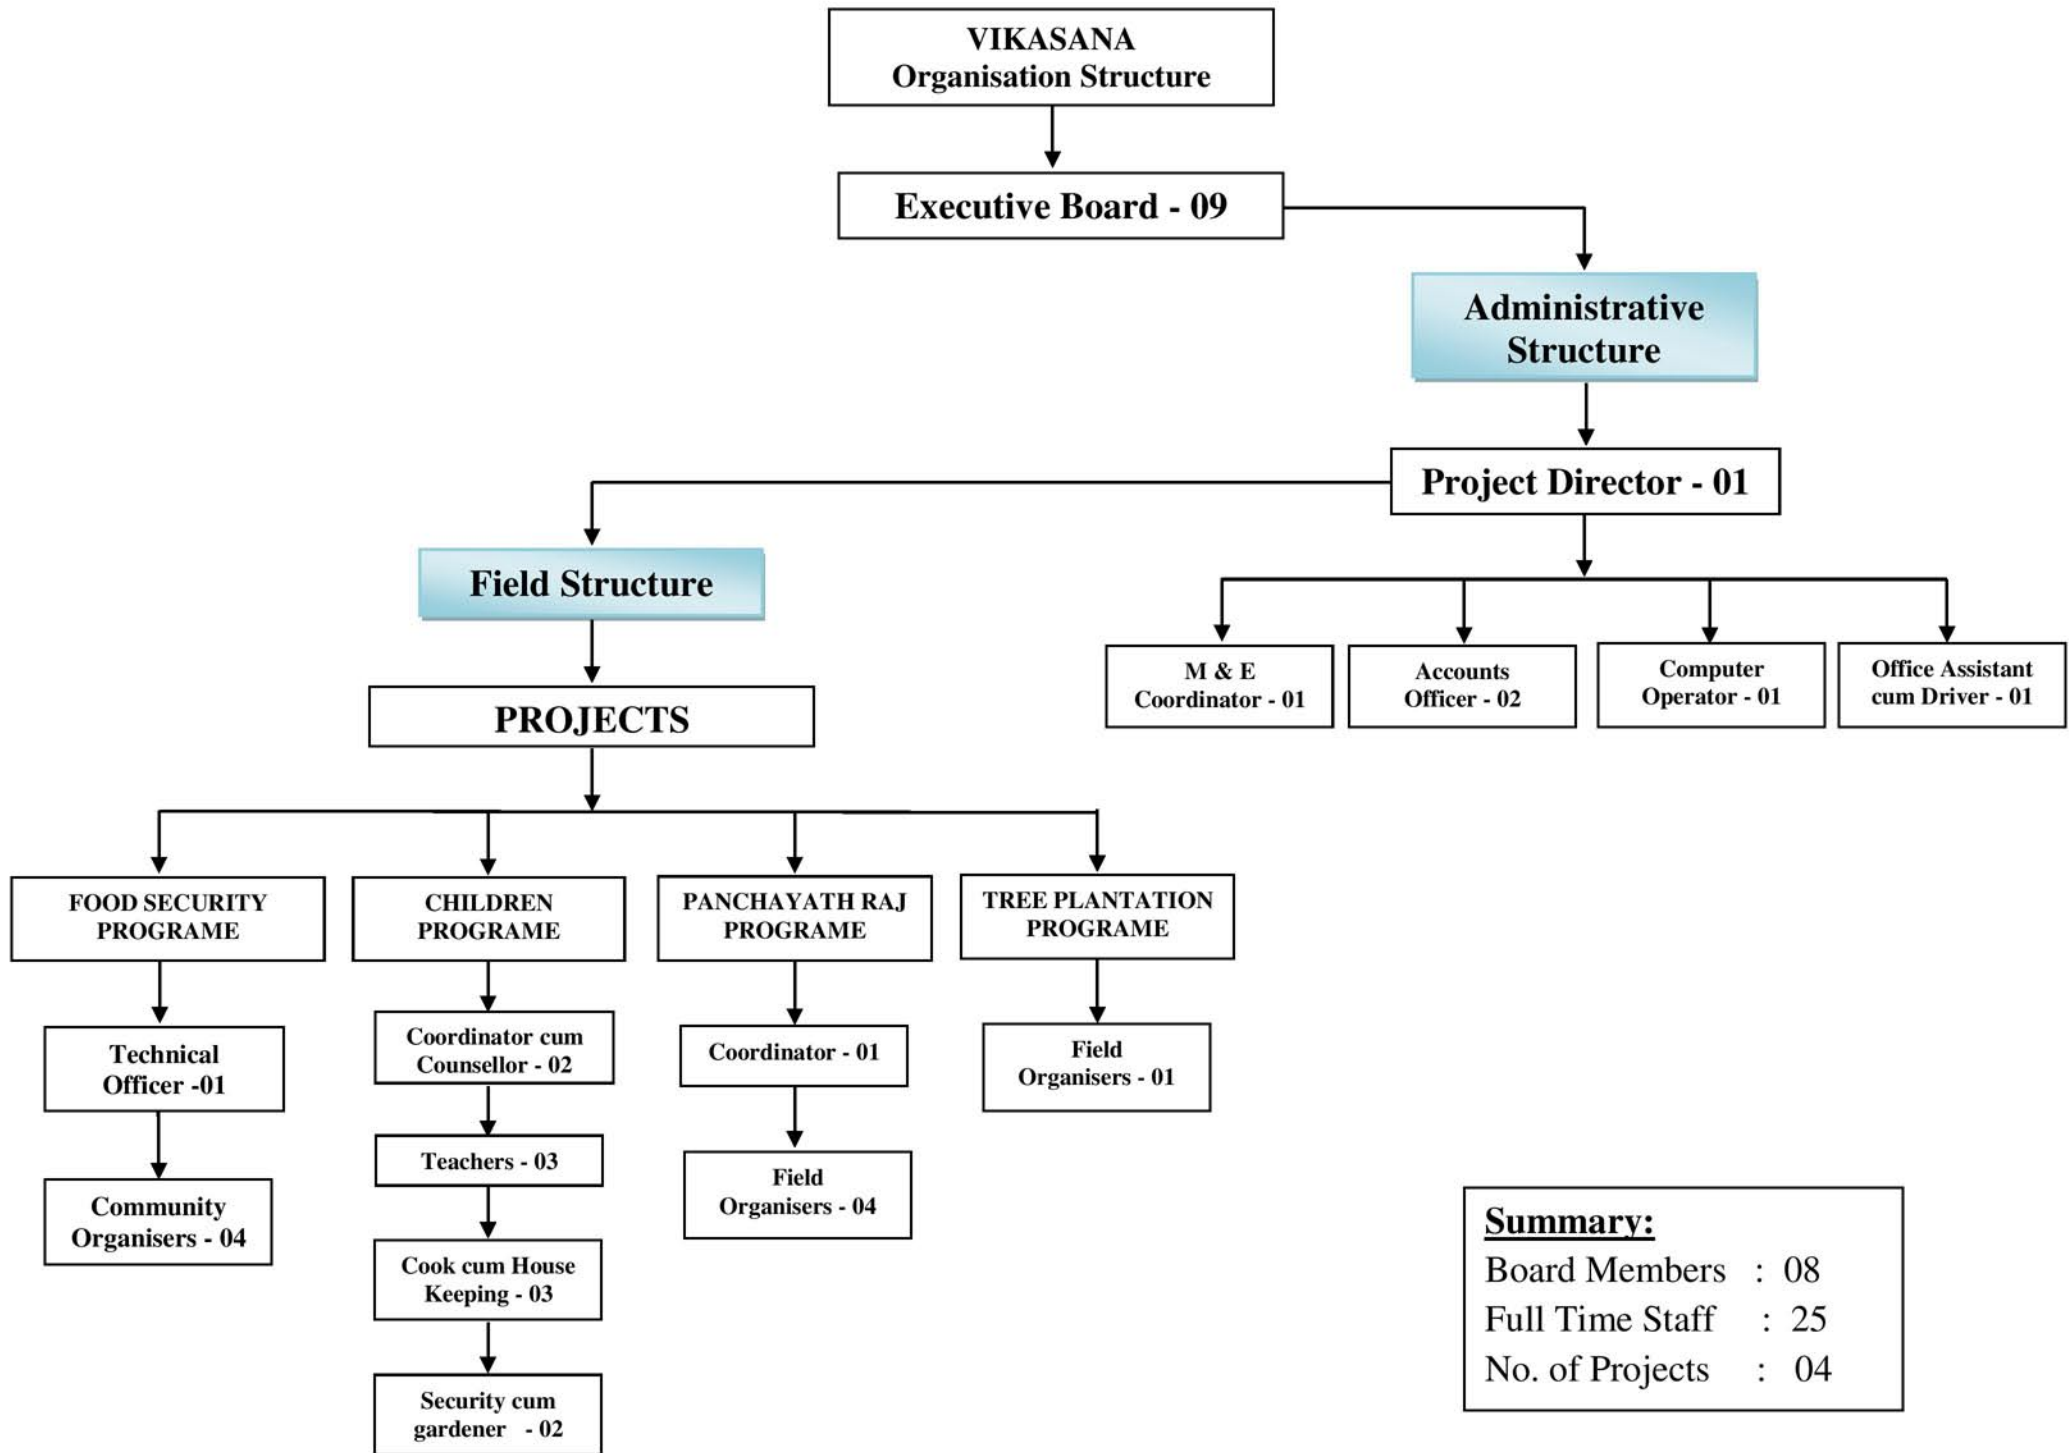 VIKASANA
Organisation Structure
Executive Board - 09
Administrative
Structure
Project Director - 01
Field Structure
M & E
Coordinator - 01
Accounts
Officer - 02
Computer
Operator - 01
Office Assistant
cum Driver - 01
PROJECTS
FOOD SECURITY
PROGRAME
CHILDREN
PROGRAME
PANCHAYATH RAJ
PROGRAME
TREE PLANTATION
PROGRAME
Technical
Officer -01
Community
Organisers - 04
Coordinator cum
Counsellor - 02
Teachers - 03
Cook cum House
Keeping - 03
Security cum
gardener - 02
Coordinator - 01
Field
Organisers - 04
Field
Organisers - 01
Summary:
Board Members : 08
Full Time Staff : 25
No. of Projects : 04